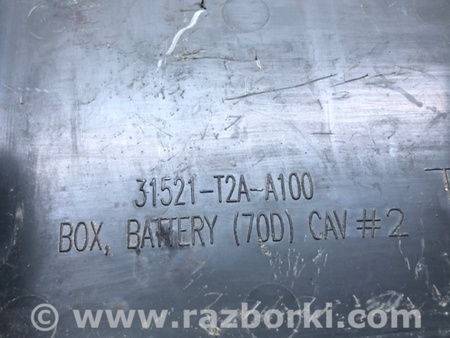 31521-T2A-A100
BOX, BATTERY (70D) CAV #2
© www.razborki.com